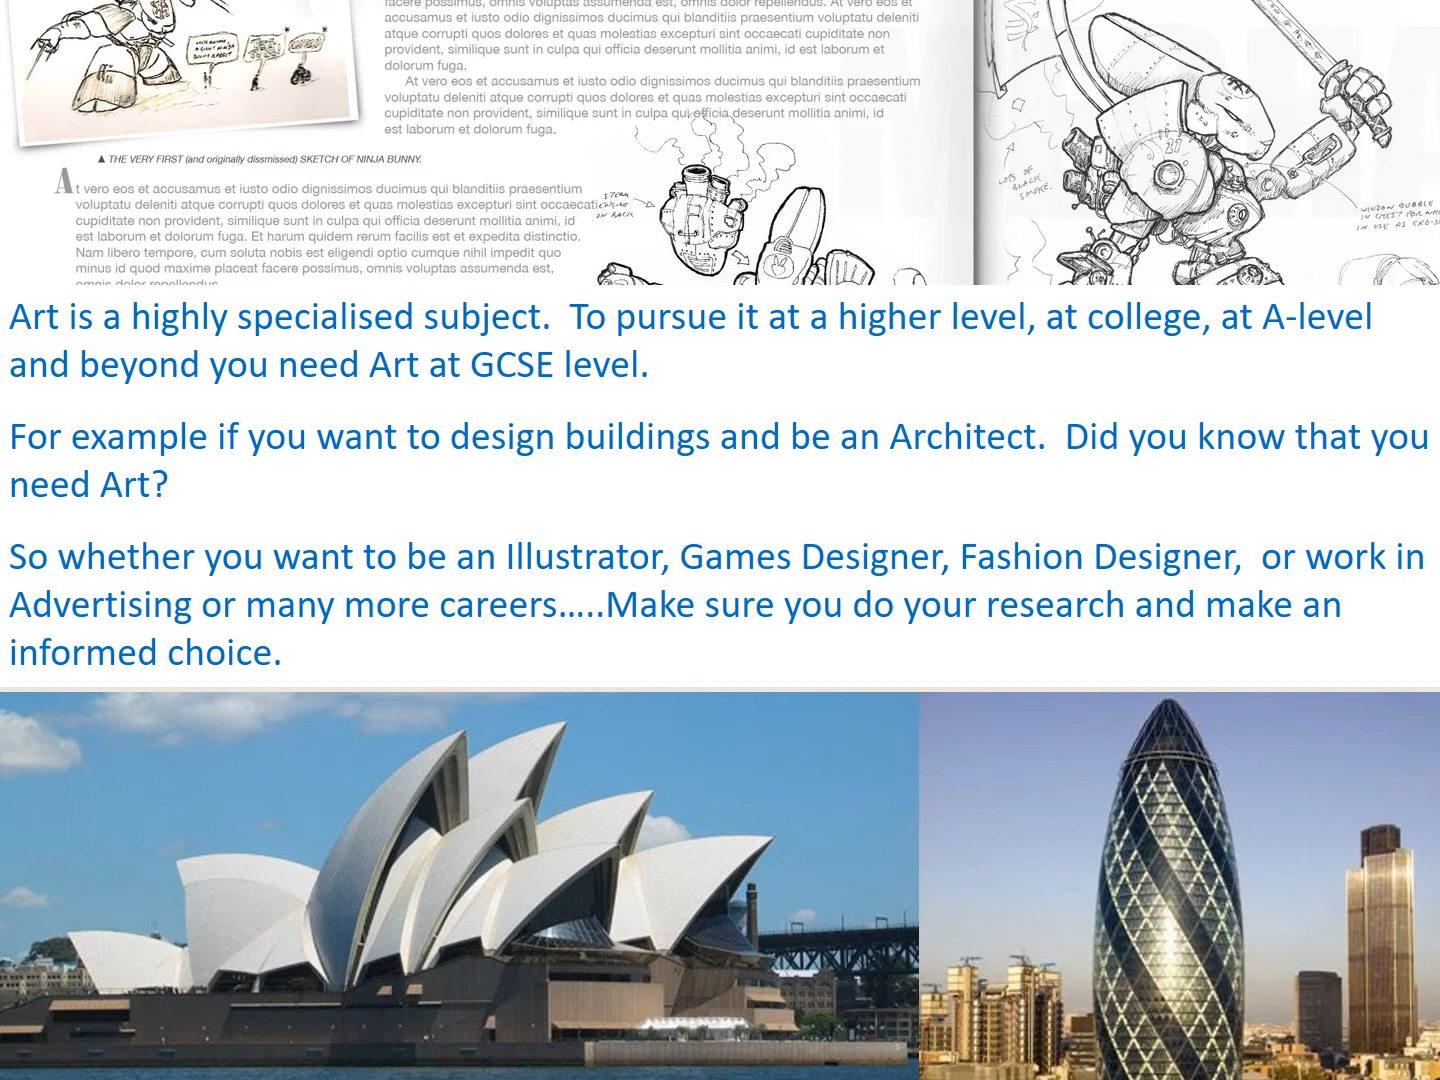 facere possimus, omnis voluptas assumenda est, omnis dolor repellendus. At vero eos et
accusamus et iusto odio dignissimos ducimus qui blanditiis praesentium voluptatu deleniti
atque corrupti quos dolores et quas molestias excepturi sint occaecati cupiditate non
provident, similique sunt in culpa qui officia deserunt mollitia animi, id est laborum et
dolorum fuga.
At vero eos et accusamus et iusto odio dignissimos ducimus qui blanditiis praesentium
voluptatu deleniti atque corrupti quos dolores et quas molestias excepturi sint occaecati
cupiditate non provident, similique sunt in culpa qui officia deserunt mollitia animi, id
est laborum et dolorum fuga.
▲ THE VERY FIRST (and originally dissmissed) SKETCH OF NINJA BUNNY.
At vero eos et accusamus et iusto odio dignissimos ducimus qui blanditiis praesentium
voluptatu deleniti atque corrupti quos dolores et quas molestias excepturi sint occaecati
cupiditate non provident, similique sunt in culpa qui officia deserunt mollitia animi, id
est laborum et dolorum fuga. Et harum quidem rerum facilis est et expedita distinctio.
Nam libero tempore, cum soluta nobis est eligendi optio cumque nihil impedit quo
minus id quod maxime placeat facere possimus, omnis voluptas assumenda est,
omnis dolor repellendus
STEAM
ENGINE
ON BACK
LOTS OF
BLACK
SMOKE.
WINDOW BUBBLE
IN CHEST FOR
IN USE AS
Art is a highly specialised subject.  To pursue it at a higher level, at college, at A-level
and beyond you need Art at GCSE level.
For example if you want to design buildings and be an Architect.  Did you know that you
need Art?
So whether you want to be an Illustrator, Games Designer, Fashion Designer,  or work in
Advertising or many more careers…..Make sure you do your research and make an
informed choice.